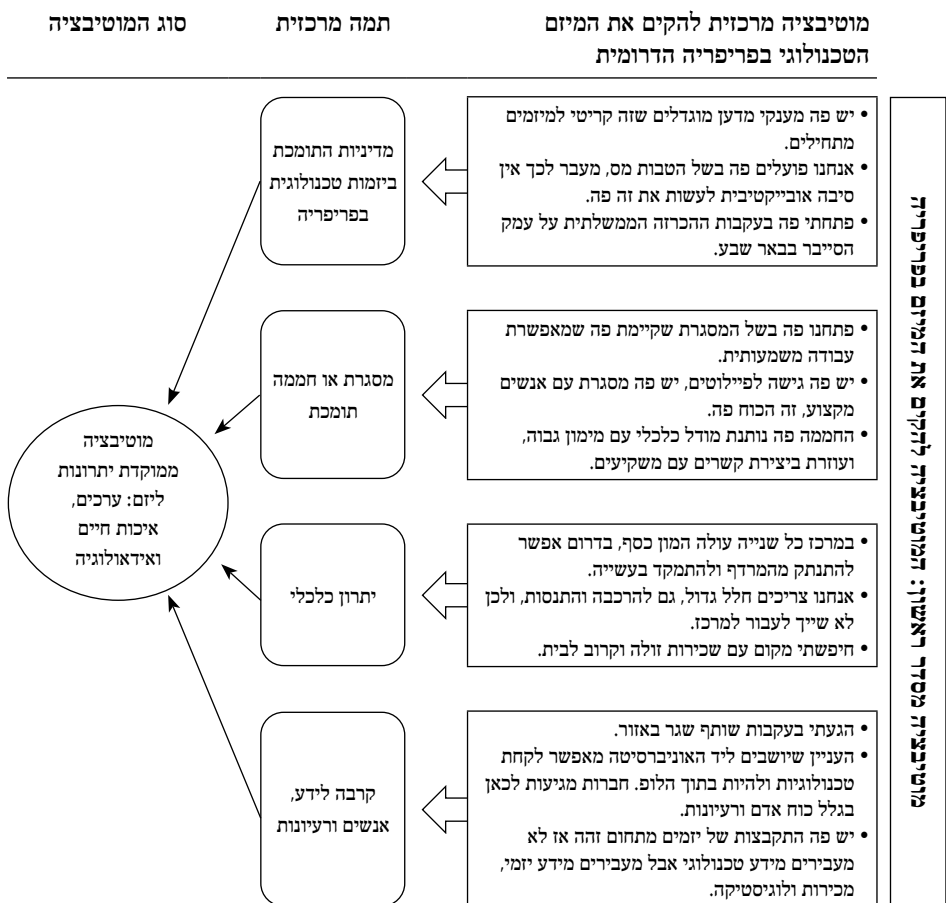 מוטיבציה מרכזית להקים את המיזם
הטכנולוגי בפריפריה הדרומית
תמה מרכזית
סוג המוטיבציה
מוטיבציה מסדר ראשון: המוטיבציה להקים את המיזם בפריפריה
• יש פה מענקי מדען מוגדלים שזה קריטי למיזמים
מתחילים.
• אנחנו פועלים פה בשל הטבות מס, מעבר לכך אין
סיבה אובייקטיבית לעשות את זה פה.
• פתחתי פה בעקבות ההכרזה הממשלתית על עמק
הסייבר בבאר שבע.
מדיניות התומכת
ביזמות טכנולוגית
בפריפריה
• פתחנו פה בשל המסגרת שקיימת פה שמאפשרת
עבודה משמעותית.
• יש פה גישה לפיילוטים, יש פה מסגרת עם אנשים
מקצוע, זה הכוח פה.
• החממה פה נותנת מודל כלכלי עם מימון גבוה,
ועוזרת ביצירת קשרים עם משקיעים.
מסגרת או חממה
תומכת
• במרכז כל שנייה עולה המון כסף, בדרום אפשר
להתנתק מהמרדף ולהתמקד בעשייה.
• אנחנו צריכים חלל גדול, גם להרכבה והתנסות, ולכן
לא שייך לעבור למרכז.
• חיפשתי מקום עם שכירות זולה וקרוב לבית.
יתרון כלכלי
• הגעתי בעקבות שותף שגר באזור.
• העניין שיושבים ליד האוניברסיטה מאפשר לקחת
טכנולוגיות ולהיות בתוך הלופ. חברות מגיעות לכאן
בגלל כוח אדם ורעיונות.
• יש פה התקבצות של יזמים מתחום זהה אז לא
מעבירים מידע טכנולוגי אבל מעבירים מידע יזמי,
מכירות ולוגיסטיקה.
קרבה לידע,
אנשים ורעיונות
מוטיבציה
ממוקדת יתרונות
ליזם: ערכים,
איכות חיים
ואידאולוגיה